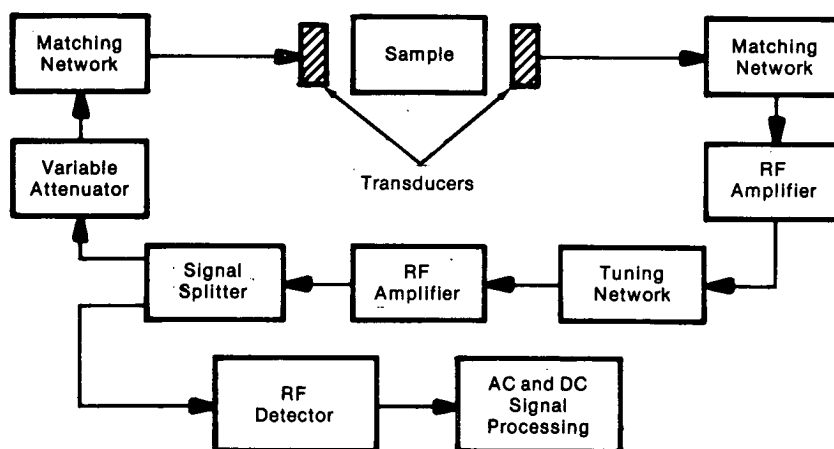 Matching
Network
Sample
Matching
Network
Variable
Attenuator
Transducers
RF
Amplifier
Signal
Splitter
RF
Amplifier
Tuning
Network
RF
Detector
AC and DC
Signal
Processing